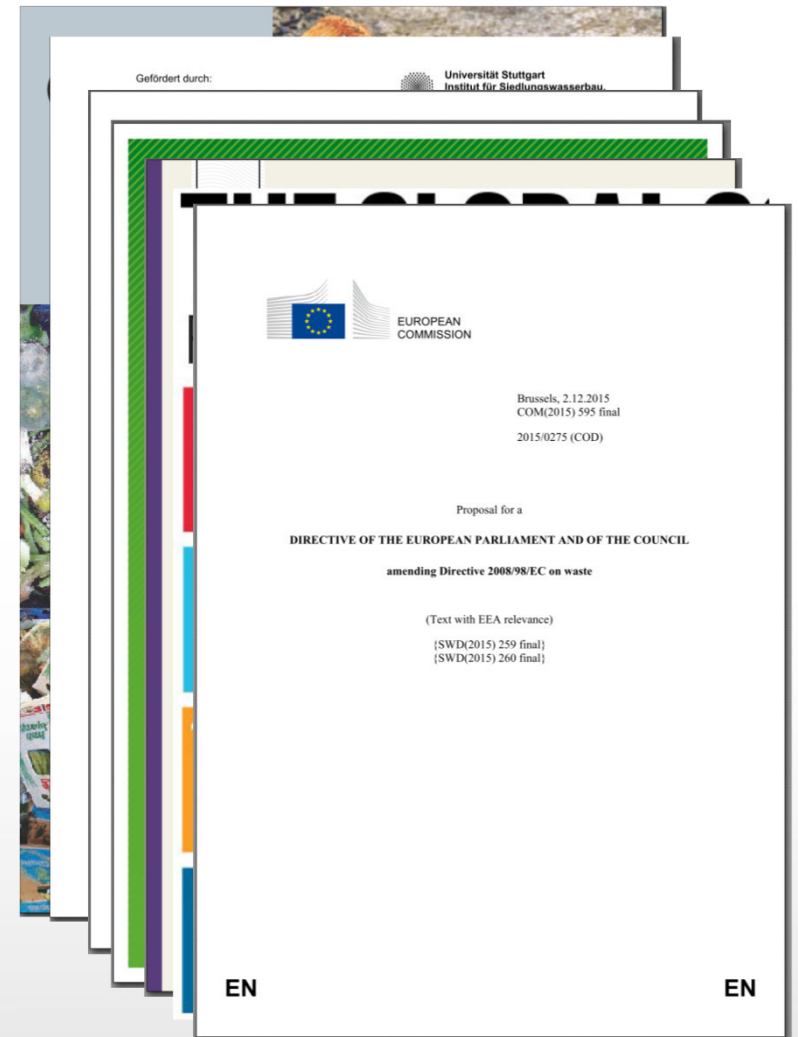 Gefördert durch:
Universität Stuttgart
Institut für Siedlungswasserbau,
THE GLOBAL
EUROPEAN
COMMISSION
Brussels, 2.12.2015
COM(2015) 595 final
2015/0275 (COD)
Proposal for a
DIRECTIVE OF THE EUROPEAN PARLIAMENT AND OF THE COUNCIL
amending Directive 2008/98/EC on waste
(Text with EEA relevance)
{SWD(2015) 259 final}
{SWD(2015) 260 final}
EN
EN